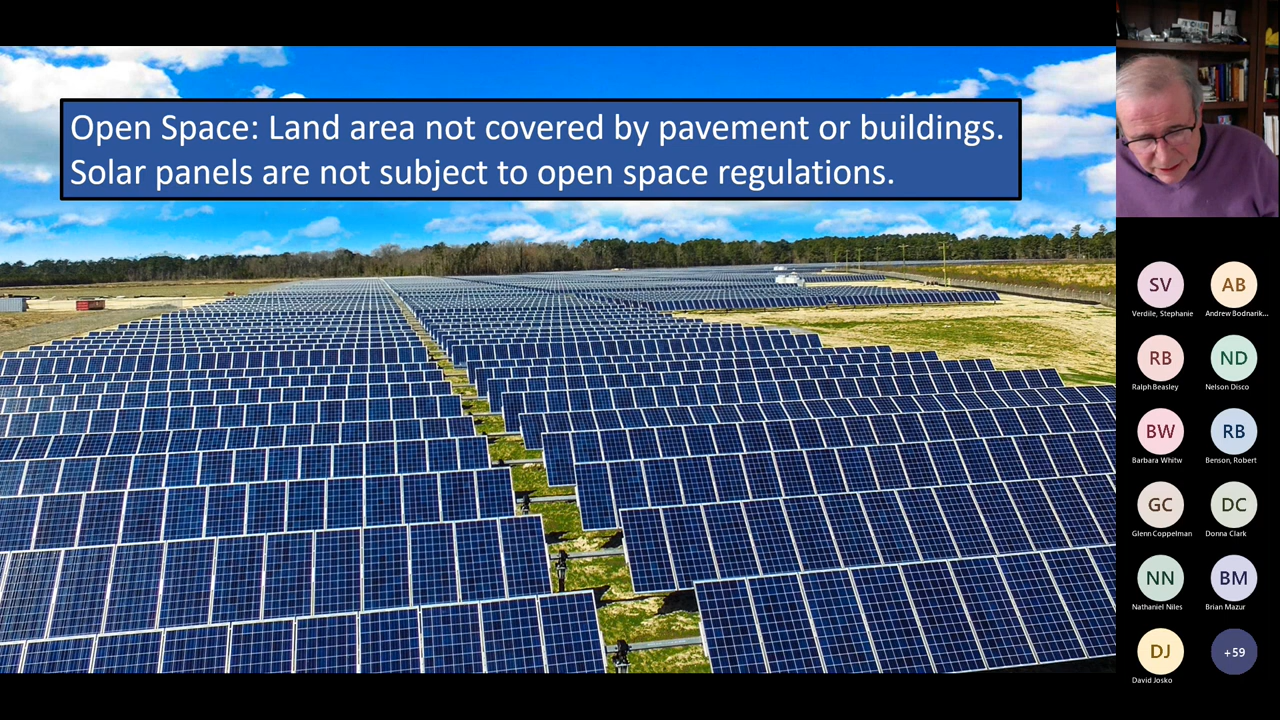 Open Space: Land area not covered by pavement or buildings.
Solar panels are not subject to open space regulations.
SV
Verdile, Stephanie
AB
Andrew Bodnarik...
RB
Ralph Beasley
ND
Nelson Disco
BW
Barbara Whitw
RB
Benson, Robert
GC
Glenn Coppelman
DC
Donna Clark
NN
Nathaniel Niles
BM
Brian Mazur
DJ
David Josko
+59